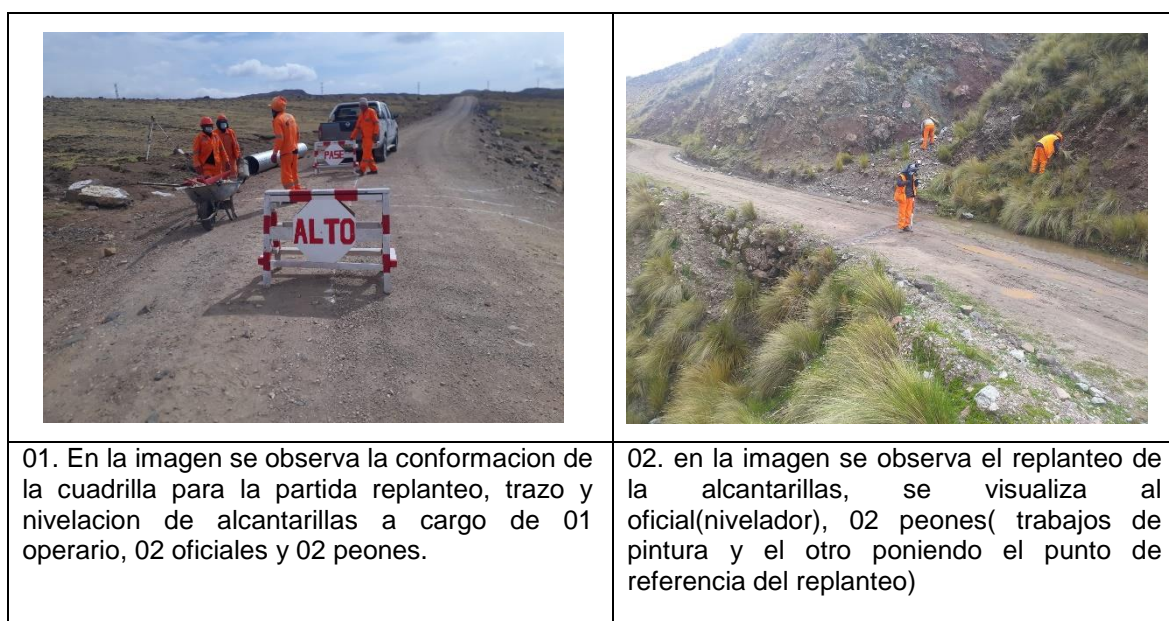 PASE
ALTO
01. En la imagen se observa la conformacion de
la cuadrilla para la partida replanteo, trazo y
nivelacion de alcantarillas a cargo de 01
operario, 02 oficiales y 02 peones.
02. en la imagen se observa el replanteo de
la alcantarillas, se visualiza al
oficial(nivelador), 02 peones( trabajos de
pintura y el otro poniendo el punto de
referencia del replanteo)